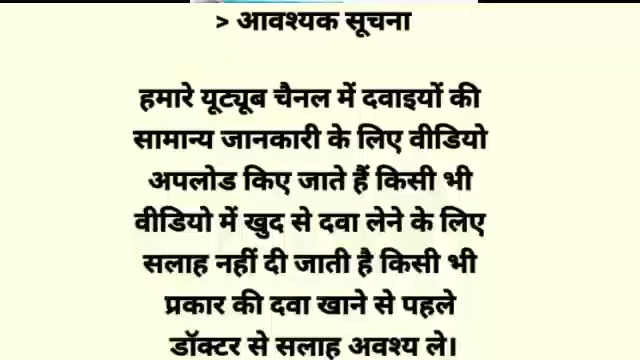 > आवश्यक सूचना
हमारे यूट्यूब चैनल में दवाइयों की
सामान्य जानकारी के लिए वीडियो
अपलोड किए जाते हैं किसी भी
वीडियो में खुद से दवा लेने के लिए
सलाह नहीं दी जाती है किसी भी
प्रकार की दवा खाने से पहले
डॉक्टर से सलाह अवश्य ले।